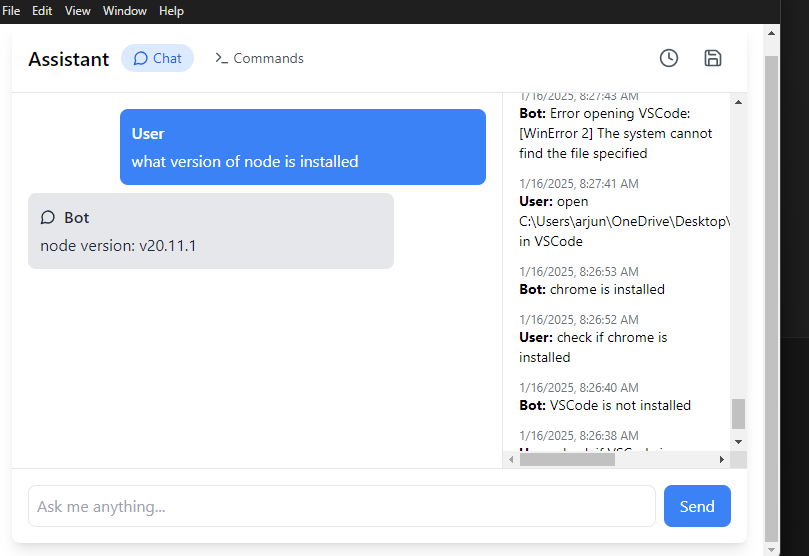 File Edit View Window Help
Assistant Chat Commands
User
what version of node is installed
Bot
node version: v20.11.1
1/16/2025, 8:27:43 AM
Bot: Error opening VSCode:
[WinError 2] The system cannot
find the file specified
1/16/2025, 8:27:41 AM
User: open
C:\Users\arjun\OneDrive\Desktop\
in VSCode
1/16/2025, 8:26:53 AM
Bot: chrome is installed
1/16/2025, 8:26:52 AM
User: check if chrome is
installed
1/16/2025, 8:26:40 AM
Bot: VSCode is not installed
1/16/2025, 8:26:38 AM
Ask me anything...
Send